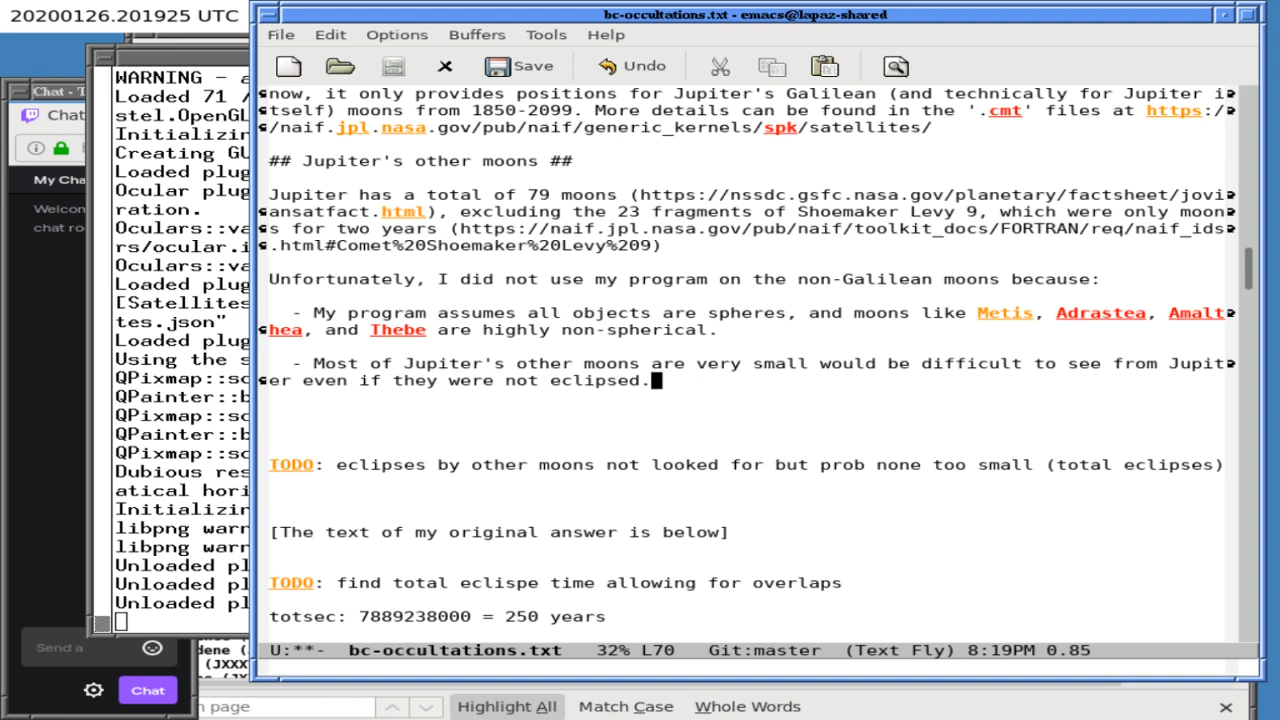 20200126.201925 UTC
bc-occultations.txt - emacs@lapaz-shared
File Edit Options Buffers Tools Help
Save Undo
now, it only provides positions for Jupiter's Galilean (and technically for Jupiter i
tself) moons from 1850-2099. More details can be found in the '.cmt' files at https:/
/naif.jpl.nasa.gov/pub/naif/generic_kernels/spk/satellites/
## Jupiter's other moons ##
Jupiter has a total of 79 moons (https://nssdc.gsfc.nasa.gov/planetary/factsheet/jovi
ansatfact.html), excluding the 23 fragments of Shoemaker Levy 9, which were only moon
s for two years (https://naif.jpl.nasa.gov/pub/naif/toolkit_docs/FORTRAN/req/naif_ids
.html#Comet%20Shoemaker%20Levy%209)
Unfortunately, I did not use my program on the non-Galilean moons because:
- My program assumes all objects are spheres, and moons like Metis, Adrastea, Amalt
hea, and Thebe are highly non-spherical.
- Most of Jupiter's other moons are very small would be difficult to see from Jupit
er even if they were not eclipsed.
TODO: eclipses by other moons not looked for but prob none too small (total eclipses)
[The text of my original answer is below]
TODO: find total eclispe time allowing for overlaps
totsec: 7889238000 = 250 years
U:**- bc-occultations.txt 32% L70 Git:master (Text Fly) 8:19PM 0.85
WARNING - a
Loaded 71 /
stel.OpenGL
Initializin
Creating GU
Loaded plug
Ocular plug
ration.
Oculars::va
rs/ocular.i
Oculars::va
Loaded plug
[Satellites
tes.json"
Loaded plug
Using the s
QPixmap::sc
QPainter::b
QPixmap::sc
QPainter::b
QPixmap::sc
Dubious res
atical hori
Initializin
libpng warr
libpng warr
Unloaded pl
Unloaded pl
Unloaded pl
Chat - T
Chat
My Cha
Welcom
chat roo
Send a
Chat
dene (
(JXXX
n page Highlight All Match Case Whole Words